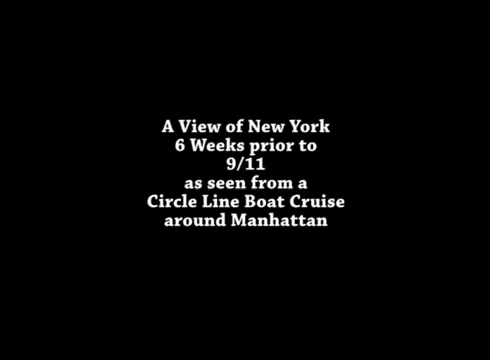 A View of New York
6 Weeks prior to
9/11
as seen from a
Circle Line Boat Cruise
around Manhattan